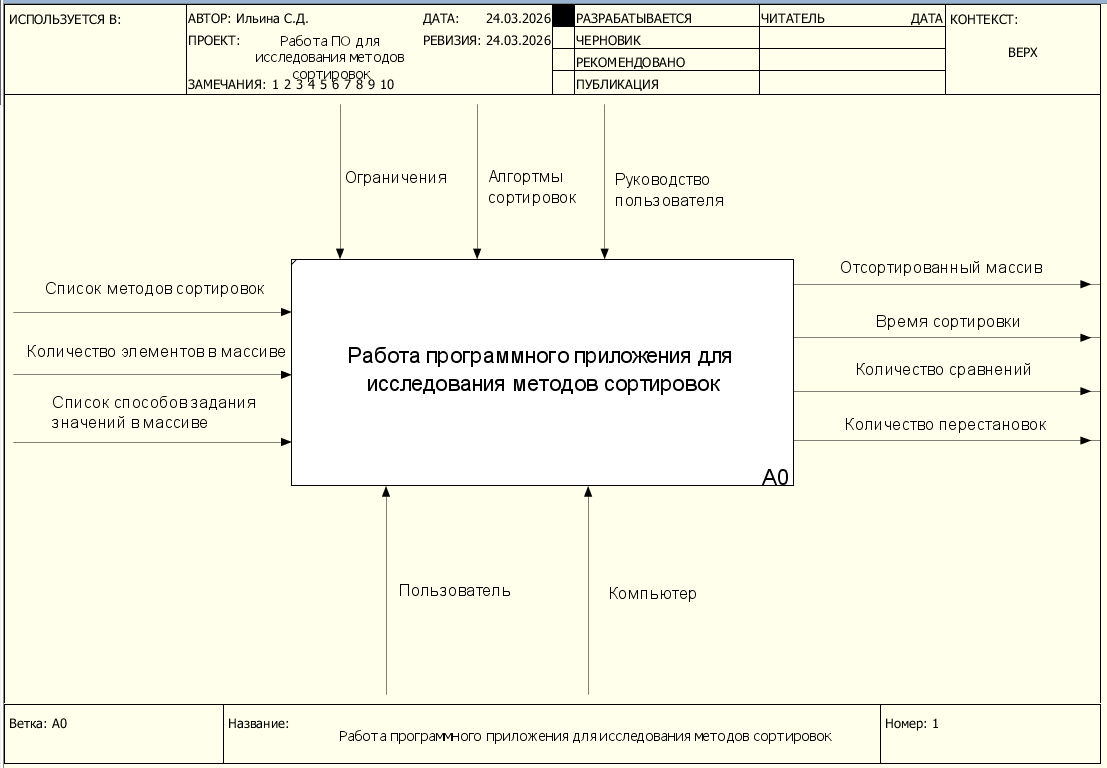 ИСПОЛЬЗУЕТСЯ В:
АВТОР: Ильина С.Д.
ДАТА: 24.03.2026
РАЗРАБАТЫВАЕТСЯ
ЧИТАТЕЛЬ
ДАТА
КОНТЕКСТ:
ПРОЕКТ:
Работа ПО для
исследования методов
сортировок
РЕВИЗИЯ: 24.03.2026
ЧЕРНОВИК
ВЕРХ
РЕКОМЕНДОВАНО
ЗАМЕЧАНИЯ: 1 2 3 4 5 6 7 8 9 10
ПУБЛИКАЦИЯ
Ограничения
Алгортмы
сортировок
Руководство
пользователя
Список методов сортировок
Количество элементов в массиве
Список способов задания
значений в массиве
Работа программного приложения для
исследования методов сортировок
A0
Отсортированный массив
Время сортировки
Количество сравнений
Количество перестановок
Пользователь
Компьютер
Ветка: A0
Название:
Работа программного приложения для исследования методов сортировок
Номер: 1